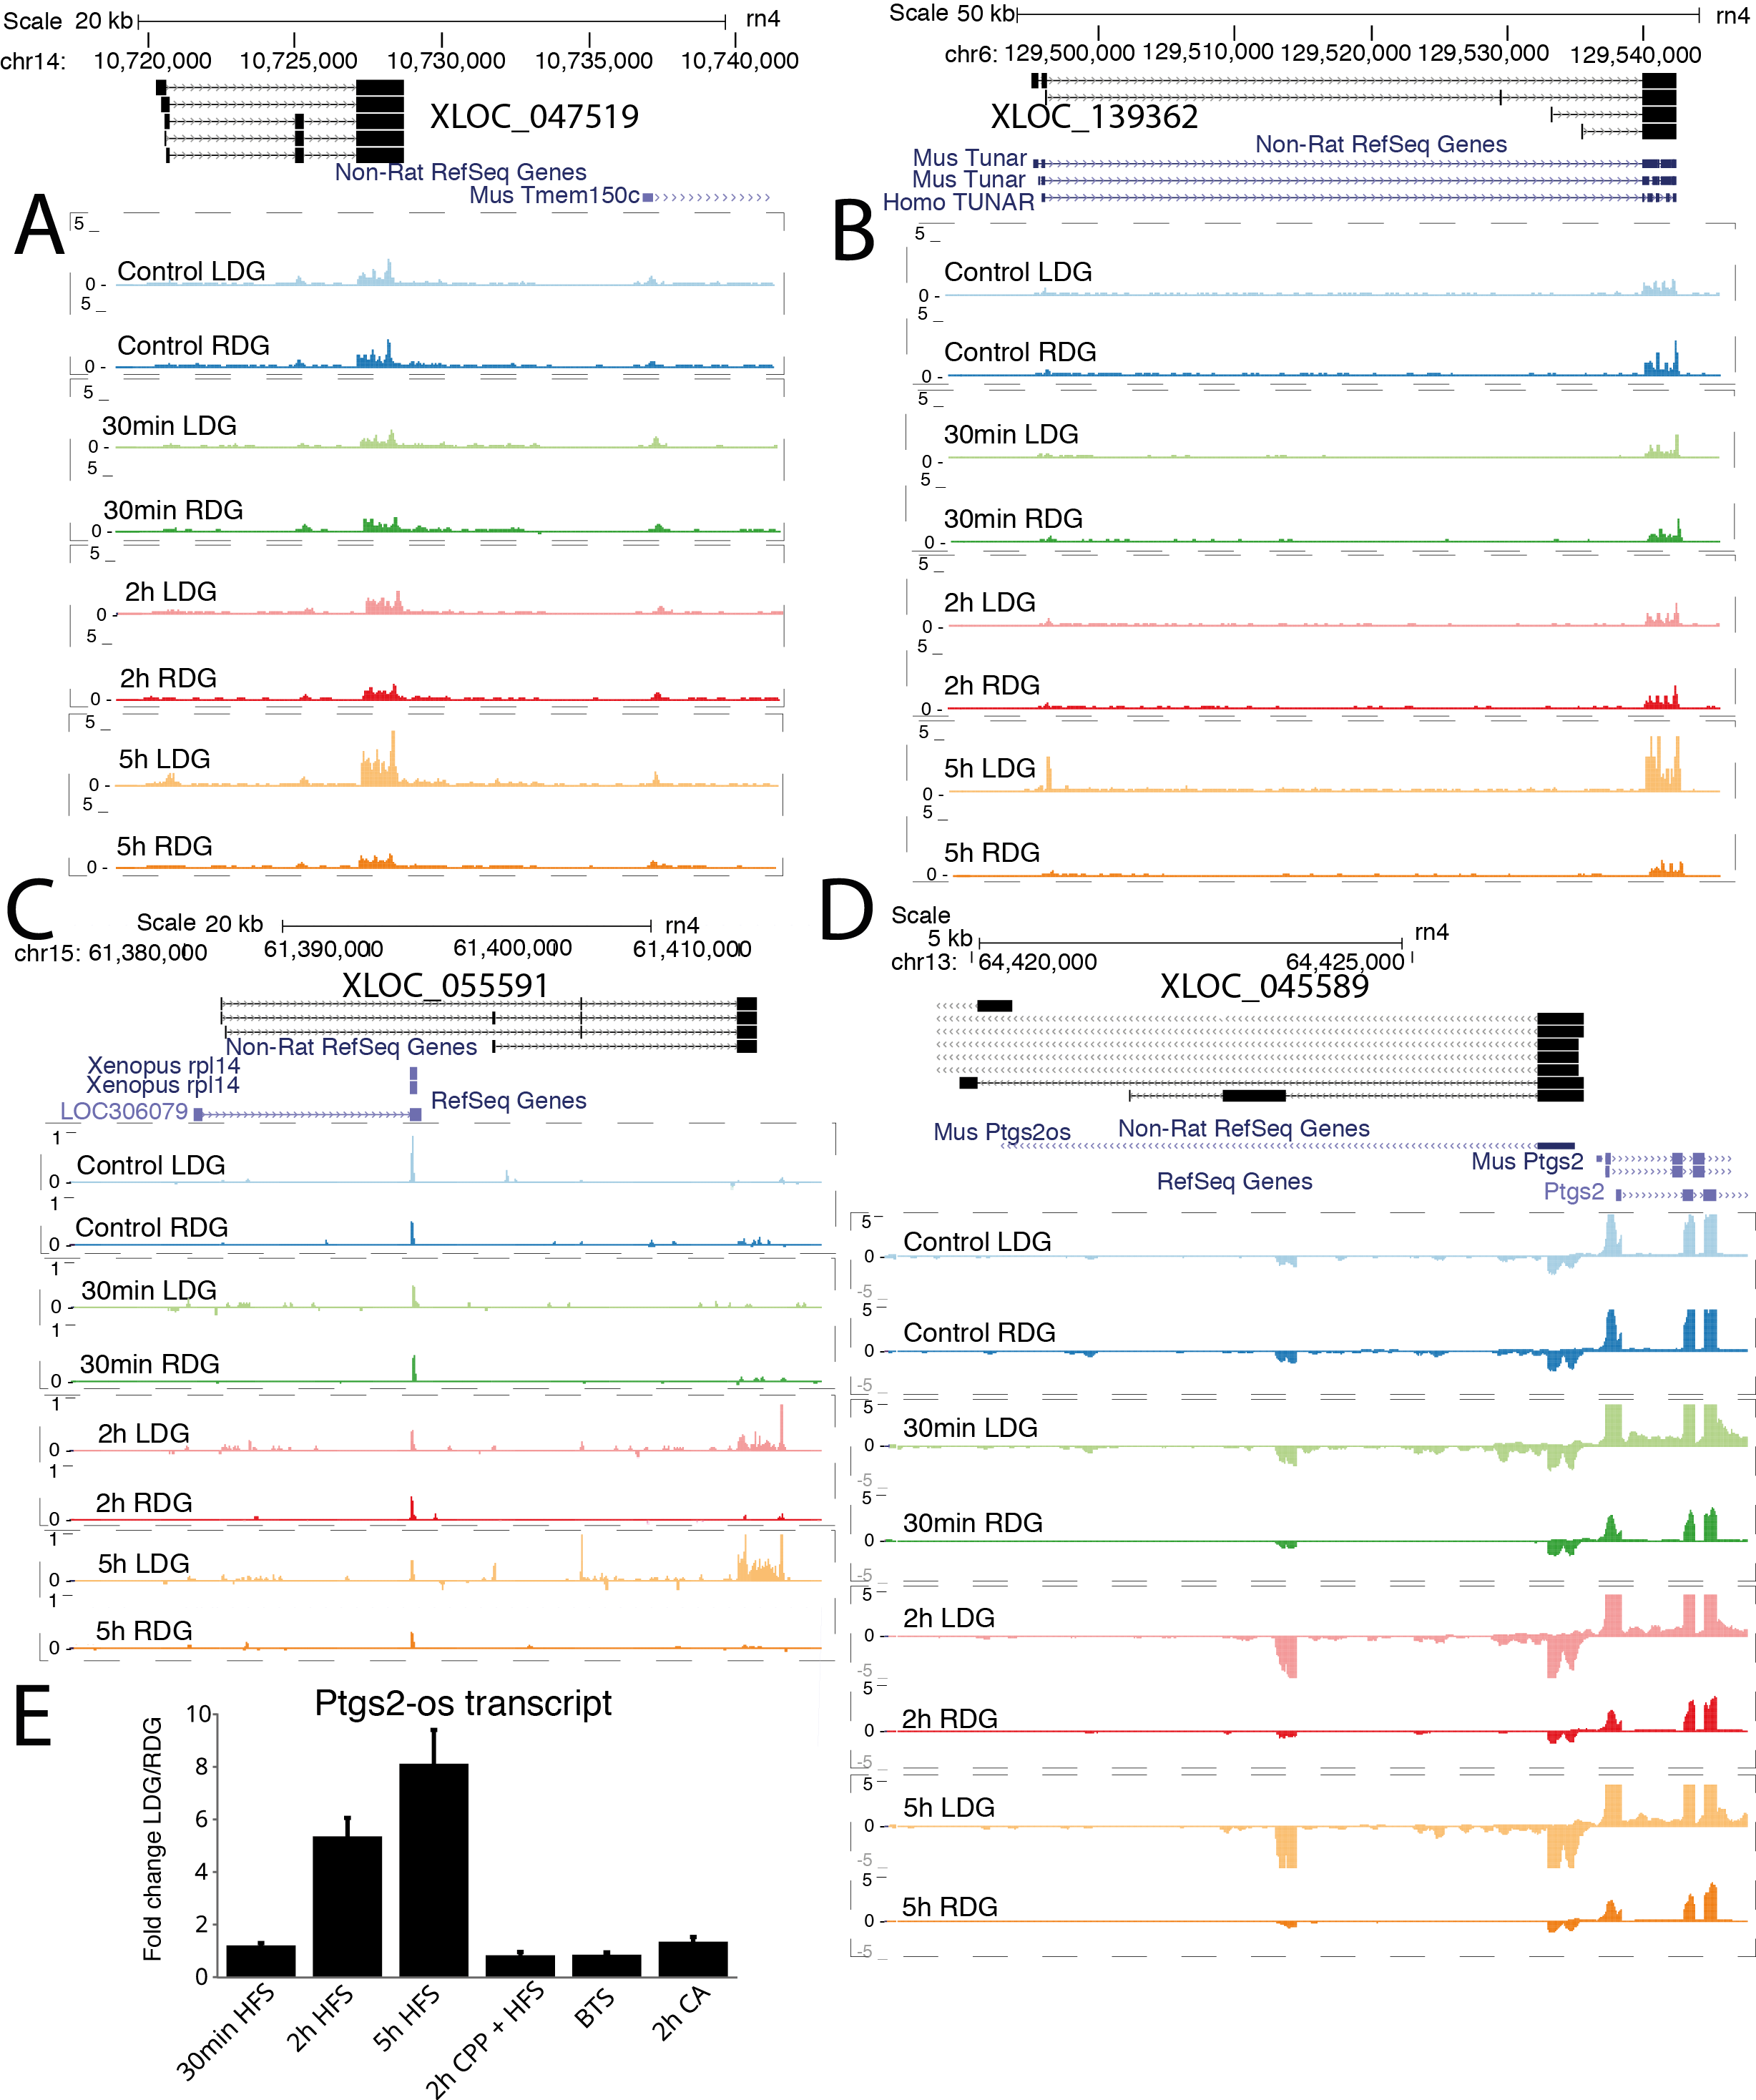 Scale 20 kb rn4
chr14: 10,720,000 10,725,000 10,730,000 10,735,000 10,740,000
XLOC_047519
Non-Rat RefSeq Genes
Mus Tmem150c
A
5
Control LDG
0 -
5
Control RDG
0 -
5
30min LDG
0 -
5
30min RDG
0 -
5
2h LDG
0 -
5
2h RDG
0 -
5
5h LDG
0 -
5
5h RDG
0 -
Scale 50 kb rn4
chr6: 129,500,000 129,510,000 129,520,000 129,530,000 129,540,000
XLOC_139362
Non-Rat RefSeq Genes
Mus Tunar
Mus Tunar
Homo TUNAR
B
5
Control LDG
0 -
5
Control RDG
0 -
5
30min LDG
0 -
5
30min RDG
0 -
5
2h LDG
0 -
5
2h RDG
0 -
5
5h LDG
0 -
5
5h RDG
0 -
C
Scale 20 kb rn4
chr15: 61,380,000 61,390,000 61,400,000 61,410,000
XLOC_055591
Non-Rat RefSeq Genes
Xenopus rpl14
Xenopus rpl14
RefSeq Genes
LOC306079
1
Control LDG
0
1
Control RDG
0
1
30min LDG
0
1
30min RDG
0
1
2h LDG
0
1
2h RDG
0
1
5h LDG
0
1
5h RDG
0
D
Scale
5 kb rn4
chr13: 64,420,000 64,425,000
XLOC_045589
Non-Rat RefSeq Genes
Mus Ptgs2os
Mus Ptgs2
RefSeq Genes
Ptgs2
5
Control LDG
0
-5
5
Control RDG
0
-5
5
30min LDG
0
-5
5
30min RDG
0
-5
5
2h LDG
0
-5
5
2h RDG
0
-5
5
5h LDG
0
-5
5
5h RDG
0
-5
E
Ptgs2-os transcript
Fold change LDG/RDG
10
8
6
4
2
0
30min HFS
2h HFS
5h HFS
2h CPP + HFS
BTS
2h CA